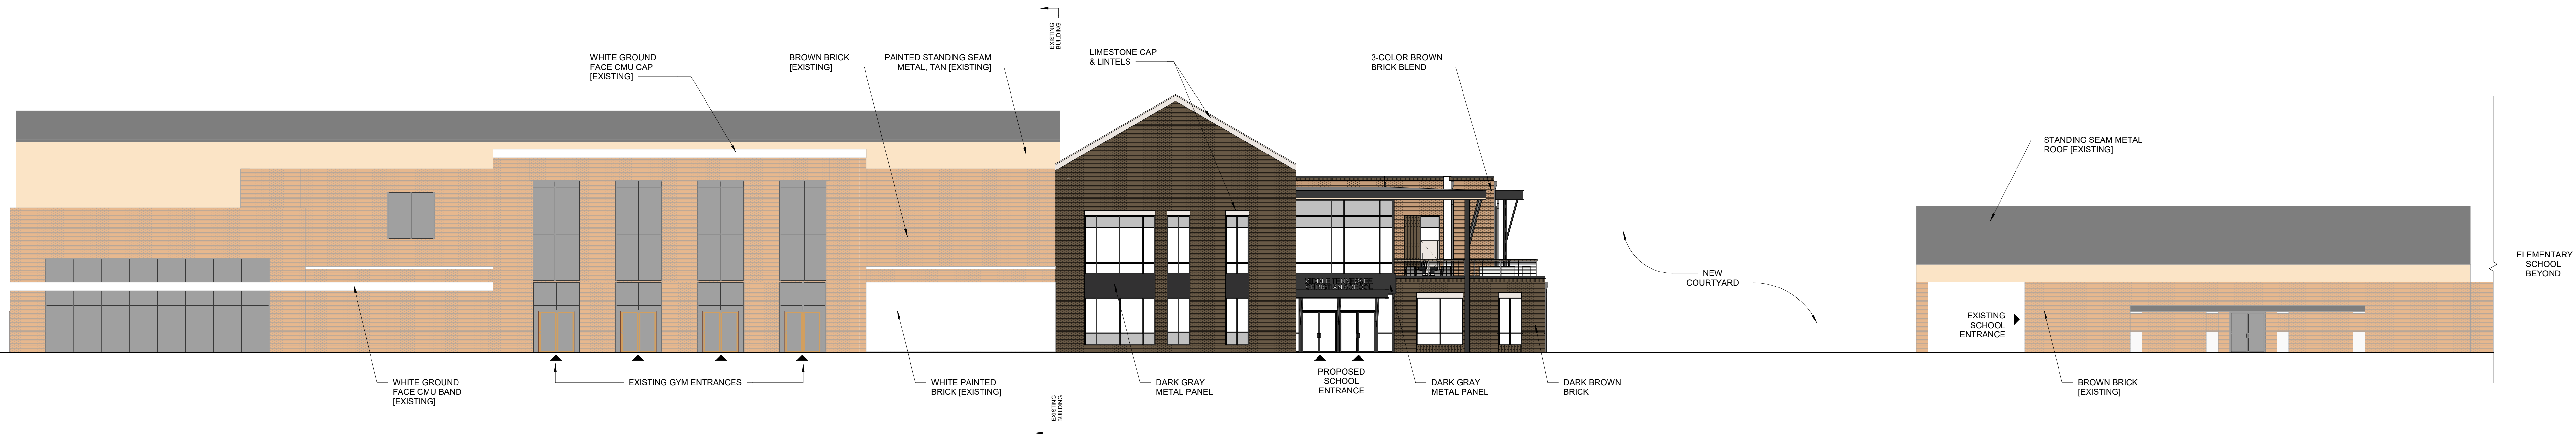 EXISTING
BUILDING
WHITE GROUND
FACE CMU CAP
[EXISTING]
BROWN BRICK
[EXISTING]
PAINTED STANDING SEAM
METAL, TAN [EXISTING]
LIMESTONE CAP
& LINTELS
3-COLOR BROWN
BRICK BLEND
STANDING SEAM METAL
ROOF [EXISTING]
ELEMENTARY
SCHOOL
BEYOND
NEW
COURTYARD
EXISTING
SCHOOL
ENTRANCE
WHITE GROUND
FACE CMU BAND
[EXISTING]
EXISTING GYM ENTRANCES
WHITE PAINTED
BRICK [EXISTING]
DARK GRAY
METAL PANEL
PROPOSED
SCHOOL
ENTRANCE
DARK GRAY
METAL PANEL
DARK BROWN
BRICK
BROWN BRICK
[EXISTING]
EXISTING
BUILDING